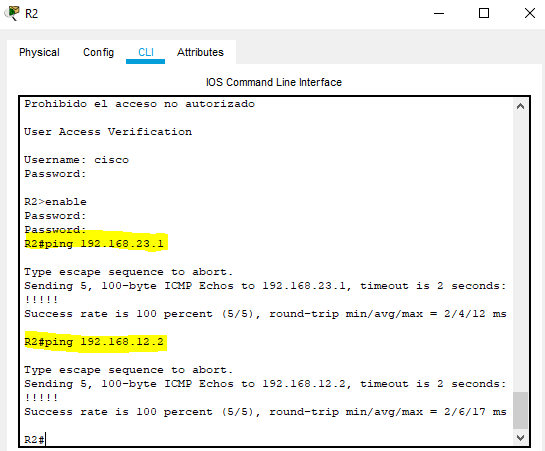 R2
Physical Config CLI Attributes
IOS Command Line Interface
Prohibido el acceso no autorizado
User Access Verification
Username: cisco
Password:
R2>enable
Password:
Password:
R2#ping 192.168.23.1
Type escape sequence to abort.
Sending 5, 100-byte ICMP Echos to 192.168.23.1, timeout is 2 seconds:
!!!!!
Success rate is 100 percent (5/5), round-trip min/avg/max = 2/4/12 ms
R2#ping 192.168.12.2
Type escape sequence to abort.
Sending 5, 100-byte ICMP Echos to 192.168.12.2, timeout is 2 seconds:
!!!!!
Success rate is 100 percent (5/5), round-trip min/avg/max = 2/6/17 ms
R2#